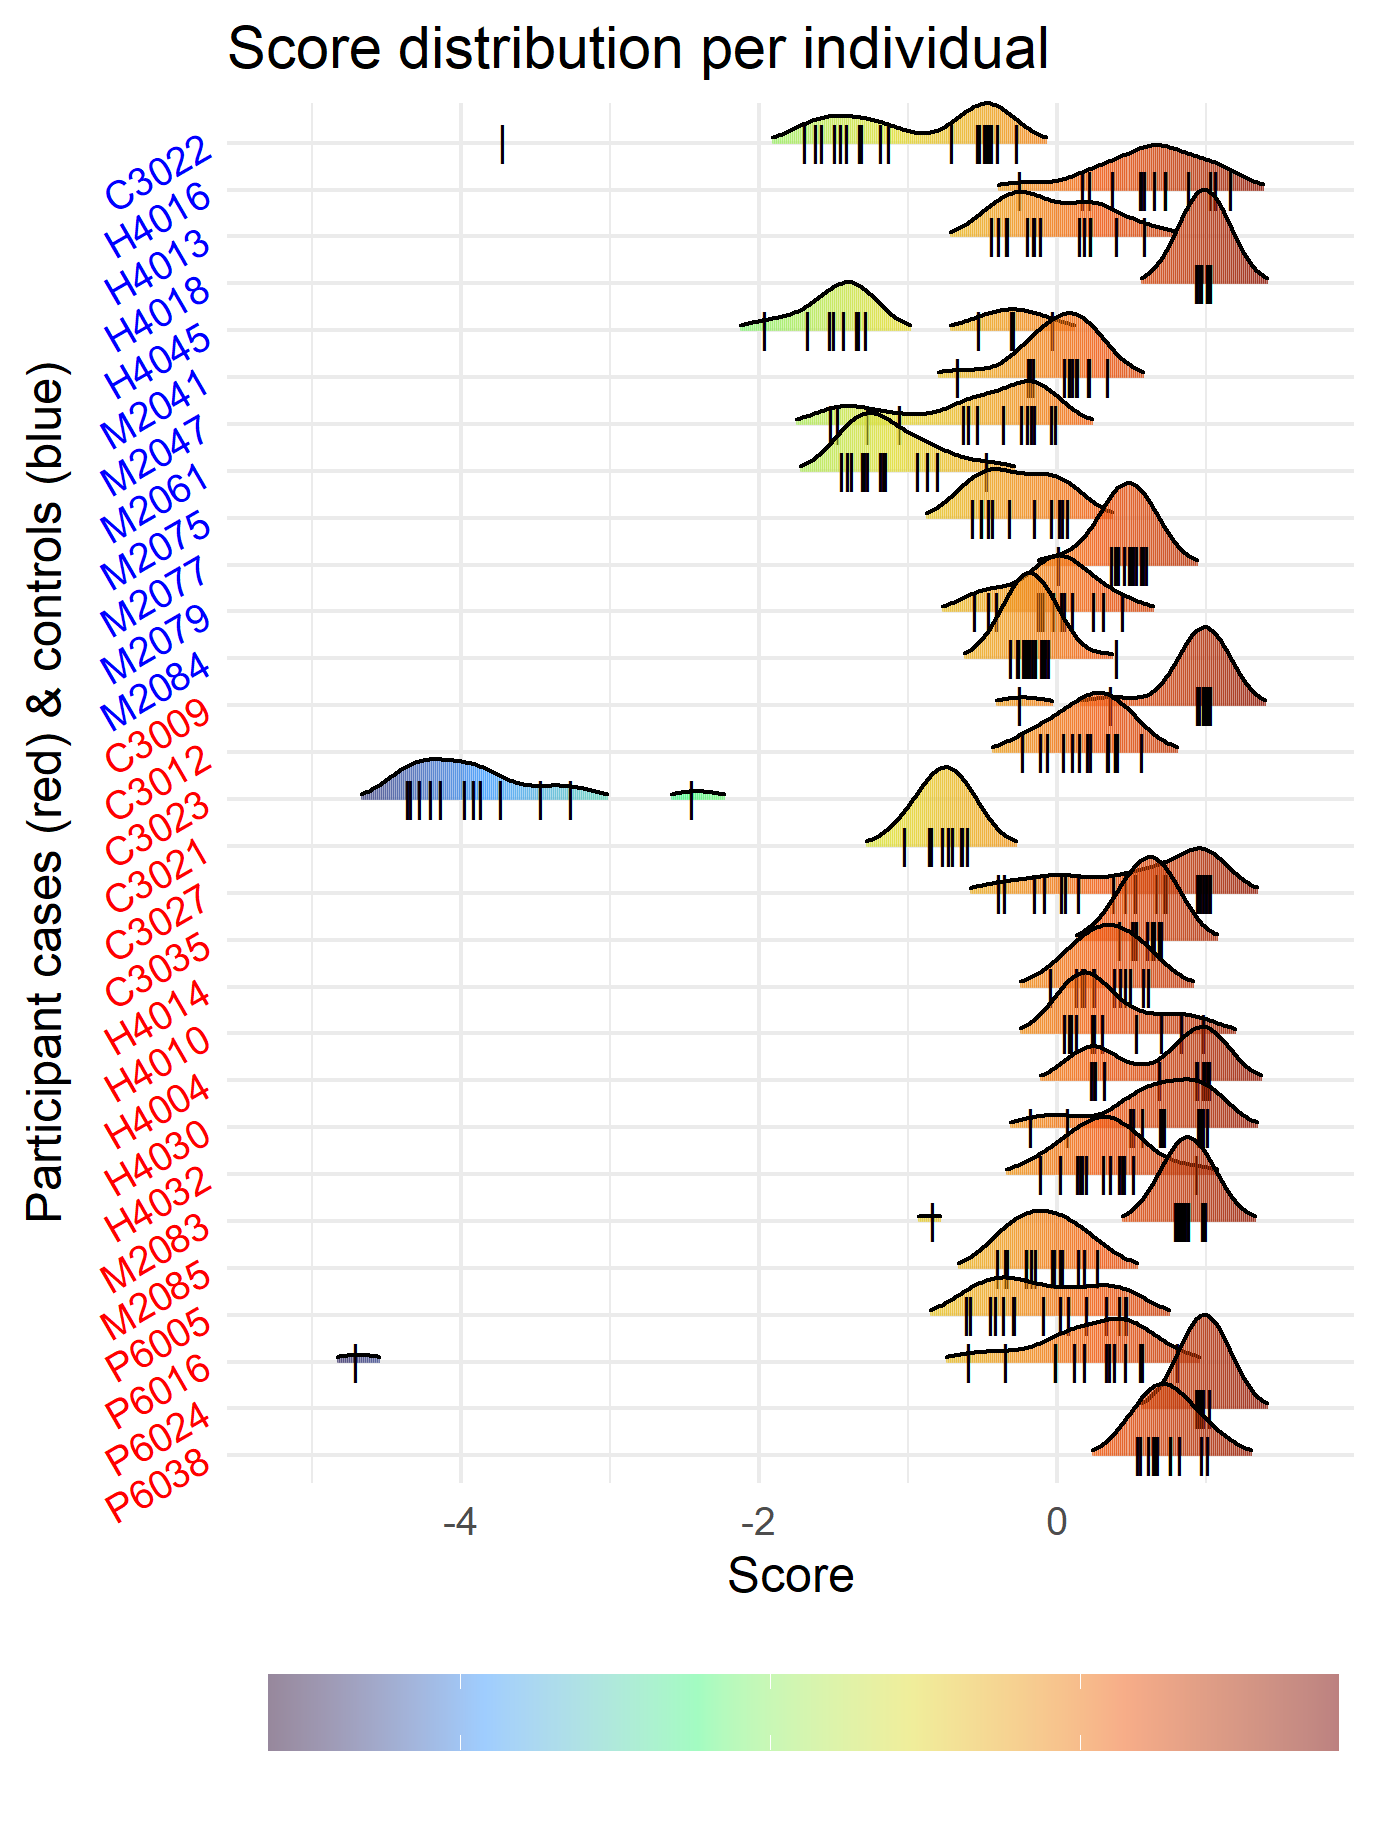 Score distribution per individual
Participant cases (red) & controls (blue)
C3022
H4016
H4013
H4018
H4045
M2041
M2047
M2061
M2075
M2077
M2079
M2084
C3009
C3012
C3023
C3021
C3027
C3035
H4014
H4010
H4004
H4030
H4032
M2083
M2085
P6005
P6016
P6024
P6038
-4 -2 0
Score